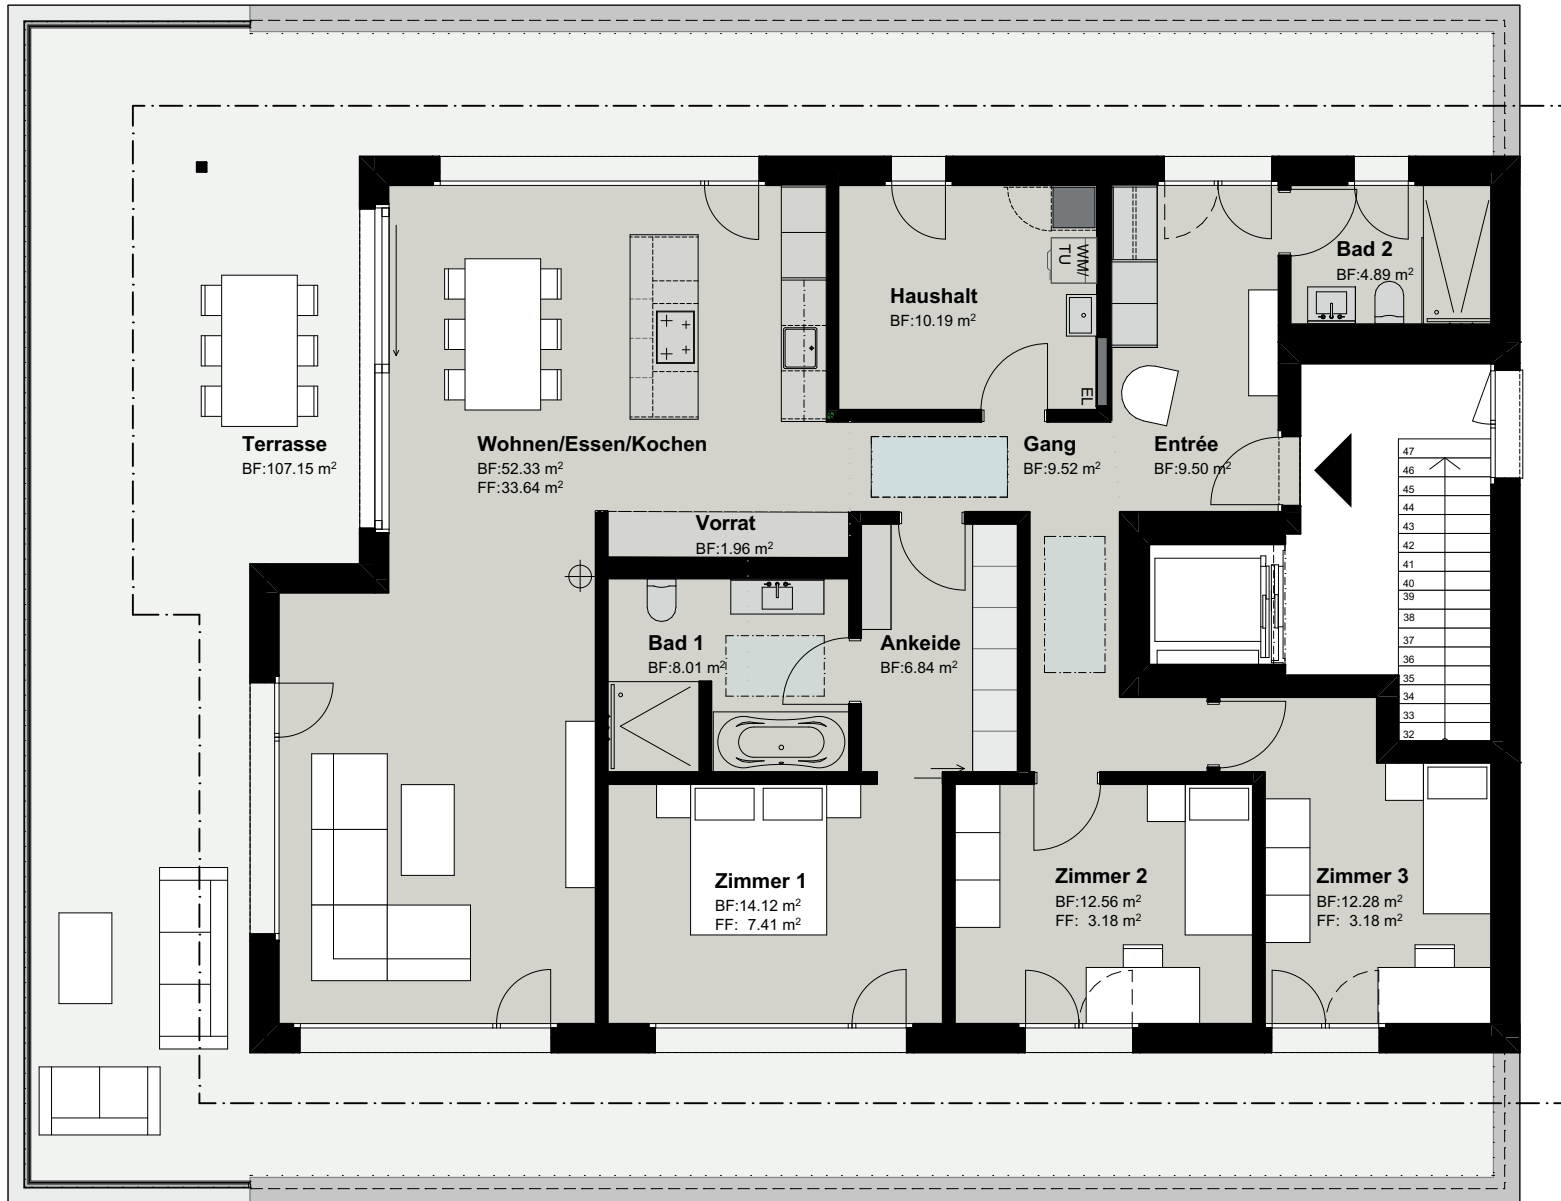 Bad 2
BF:4.89 m²
WM/
TU
Haushalt
BF:10.19 m²
EL
Terrasse
BF:107.15 m²
Wohnen/Essen/Kochen
BF:52.33 m²
FF:33.64 m²
Gang
BF:9.52 m²
Entrée
BF:9.50 m²
Vorrat
BF:1.96 m²
Bad 1
BF:8.01 m²
Ankeide
BF:6.84 m²
47
46
45
44
43
42
41
40
39
38
37
36
35
34
33
32
Zimmer 1
BF:14.12 m²
FF: 7.41 m²
Zimmer 2
BF:12.56 m²
FF: 3.18 m²
Zimmer 3
BF:12.28 m²
FF: 3.18 m²